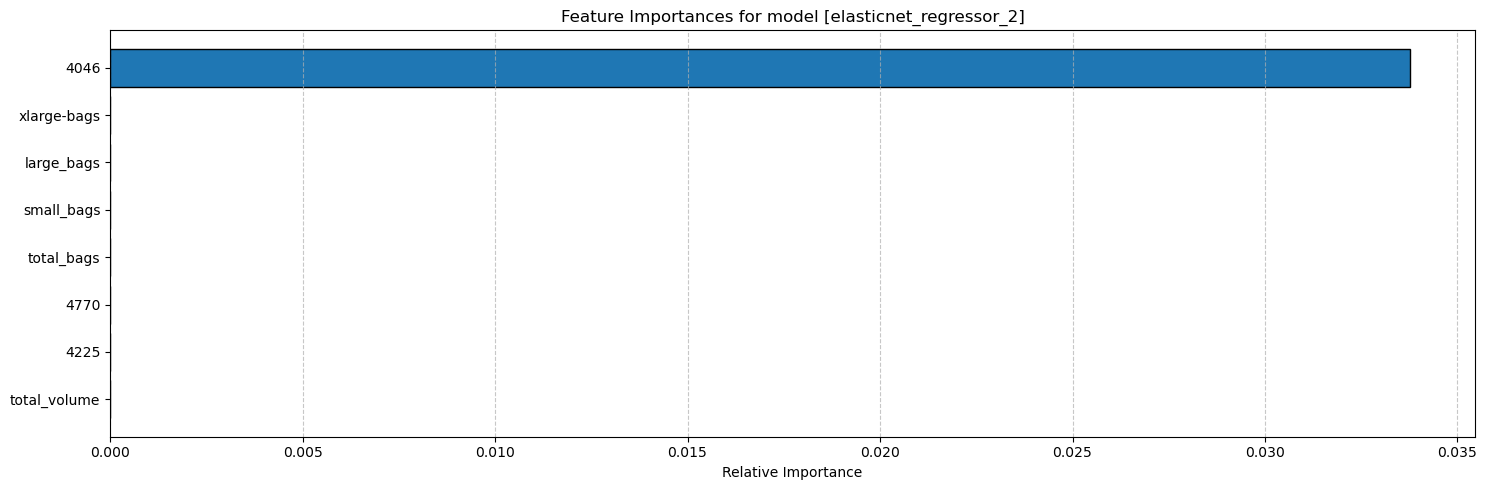 Feature Importances for model [elasticnet_regressor_2]
4046
xlarge-bags
large_bags
small_bags
total_bags
4770
4225
total_volume
0.000 0.005 0.010 0.015 0.020 0.025 0.030 0.035
Relative Importance